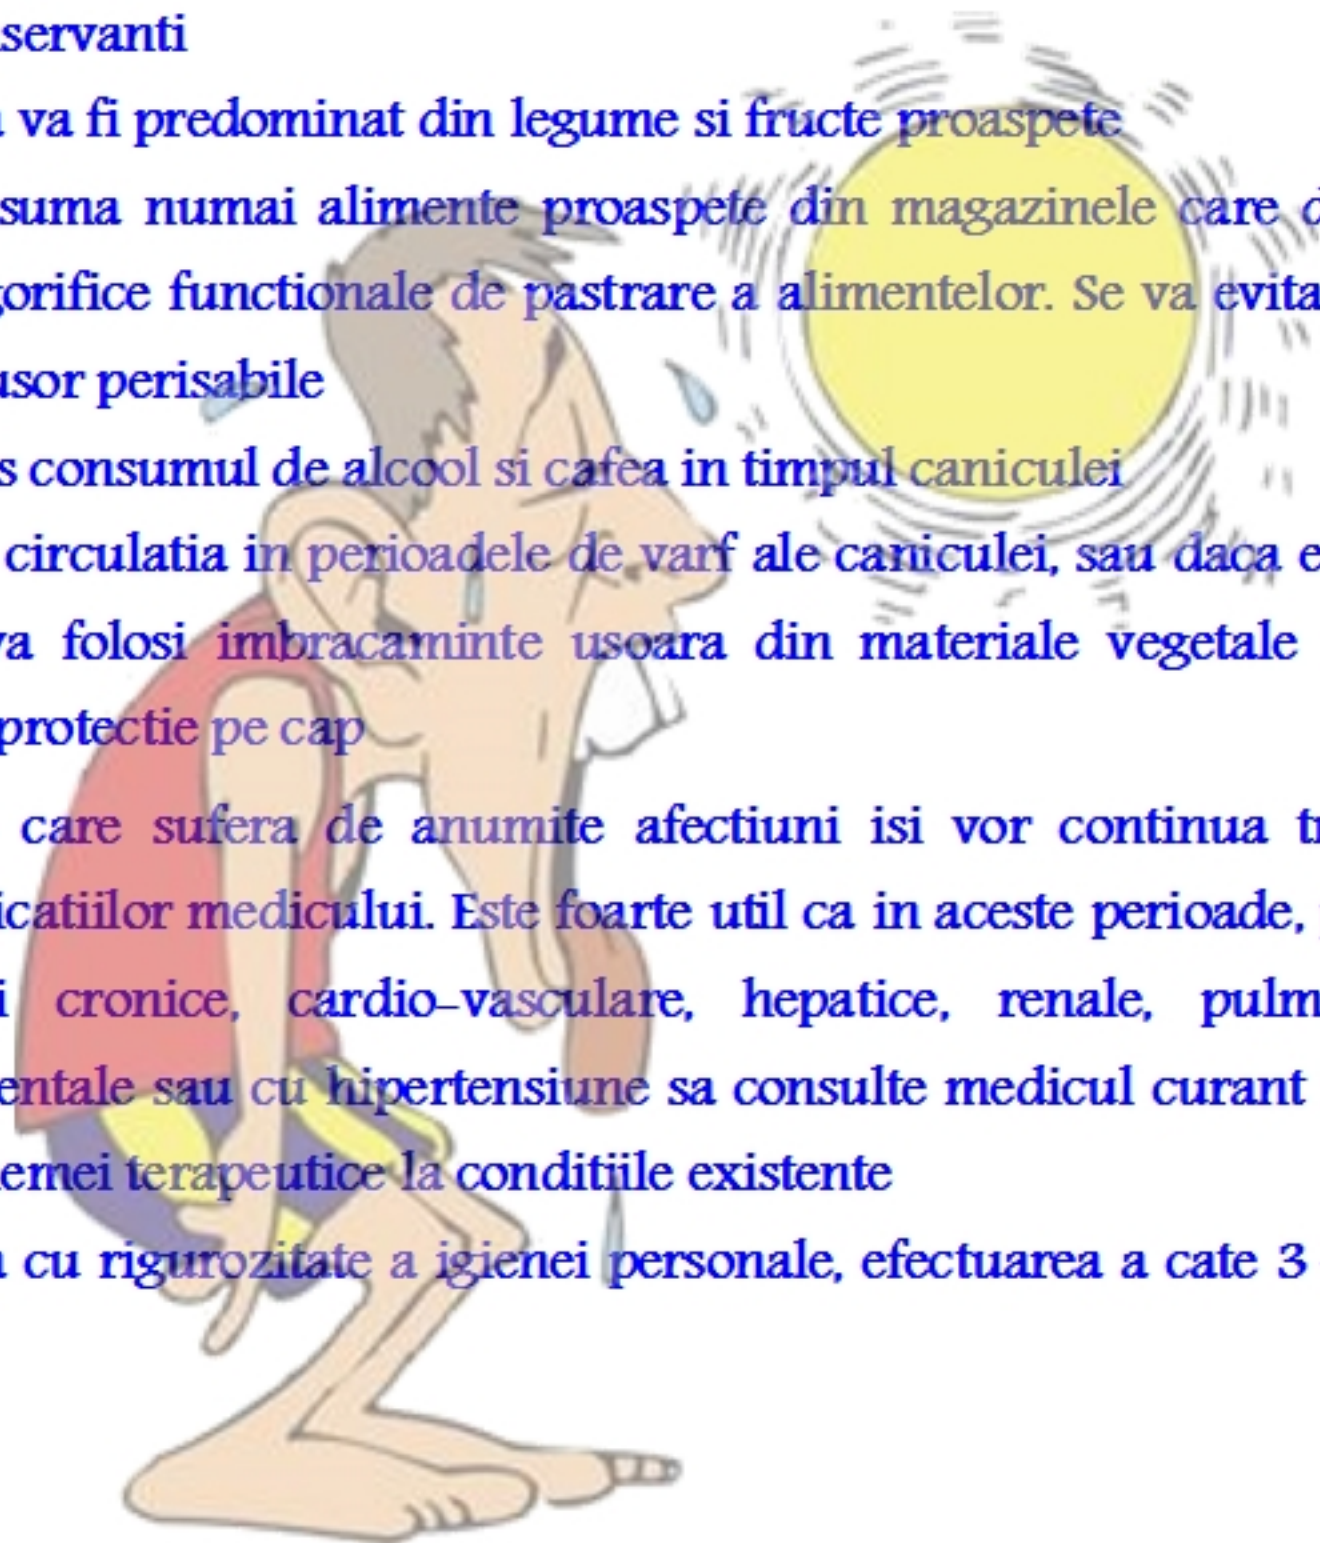 servanti
va fi predominat din legume si fructe proaspete
suma numai alimente proaspete din magazinele care
gorifice functionale de pastrare a alimentelor. Se va evita
usor perisabile
s consumul de alcool si cafea in timpul caniculei
circulatia in perioadele de varf ale caniculei, sau daca e
va folosi imbracaminte usoara din materiale vegetale
protectie pe cap
care sufera de anumite afectiuni isi vor continua tr
icatiilor medicului. Este foarte util ca in aceste perioade,
i cronice, cardio-vasculare, hepatice, renale, pulm
entale sau cu hipertensiune sa consulte medicul curant
emei terapeutice la conditiile existente
cu rigurozitate a igienei personale, efectuarea a cate 3